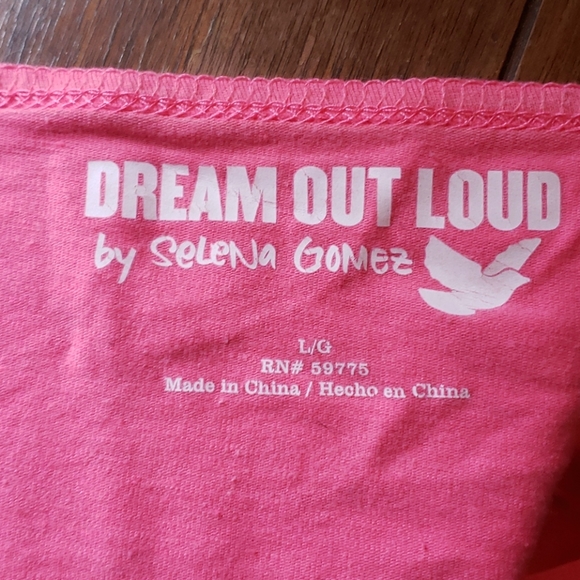 DREAM OUT LOUD
by SELENA GOMEZ
L/G
RN# 59775
Made in China / Hecho en China